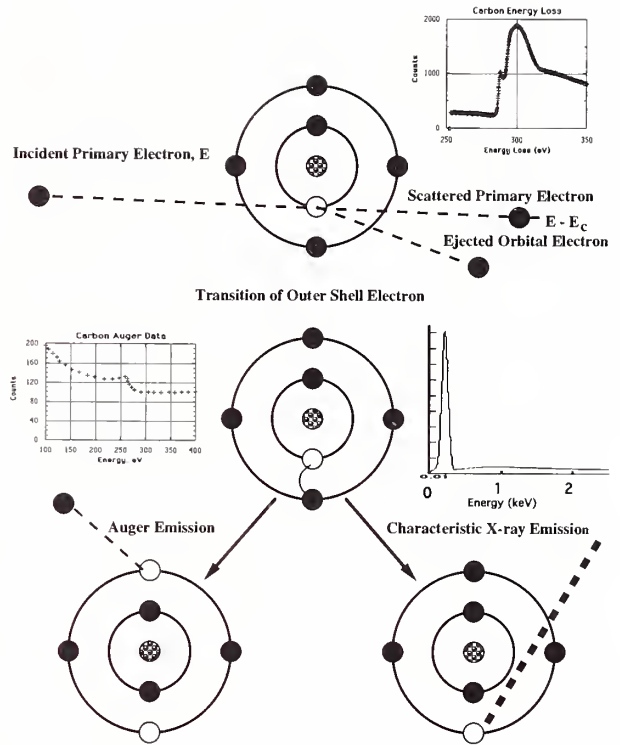 Carbon Energy Loss
2000
1000
0
Counts
250
300
350
Energy Loss (eV)
Incident Primary Electron, E
Scattered Primary Electron
E - Ec
Ejected Orbital Electron
Transition of Outer Shell Electron
Carbon Auger Data
200
160
120
80
40
0
Counts
100 150 200 250 300 350 400
Energy, eV
0.01
0 1 2
Energy (keV)
Auger Emission
Characteristic X-ray Emission